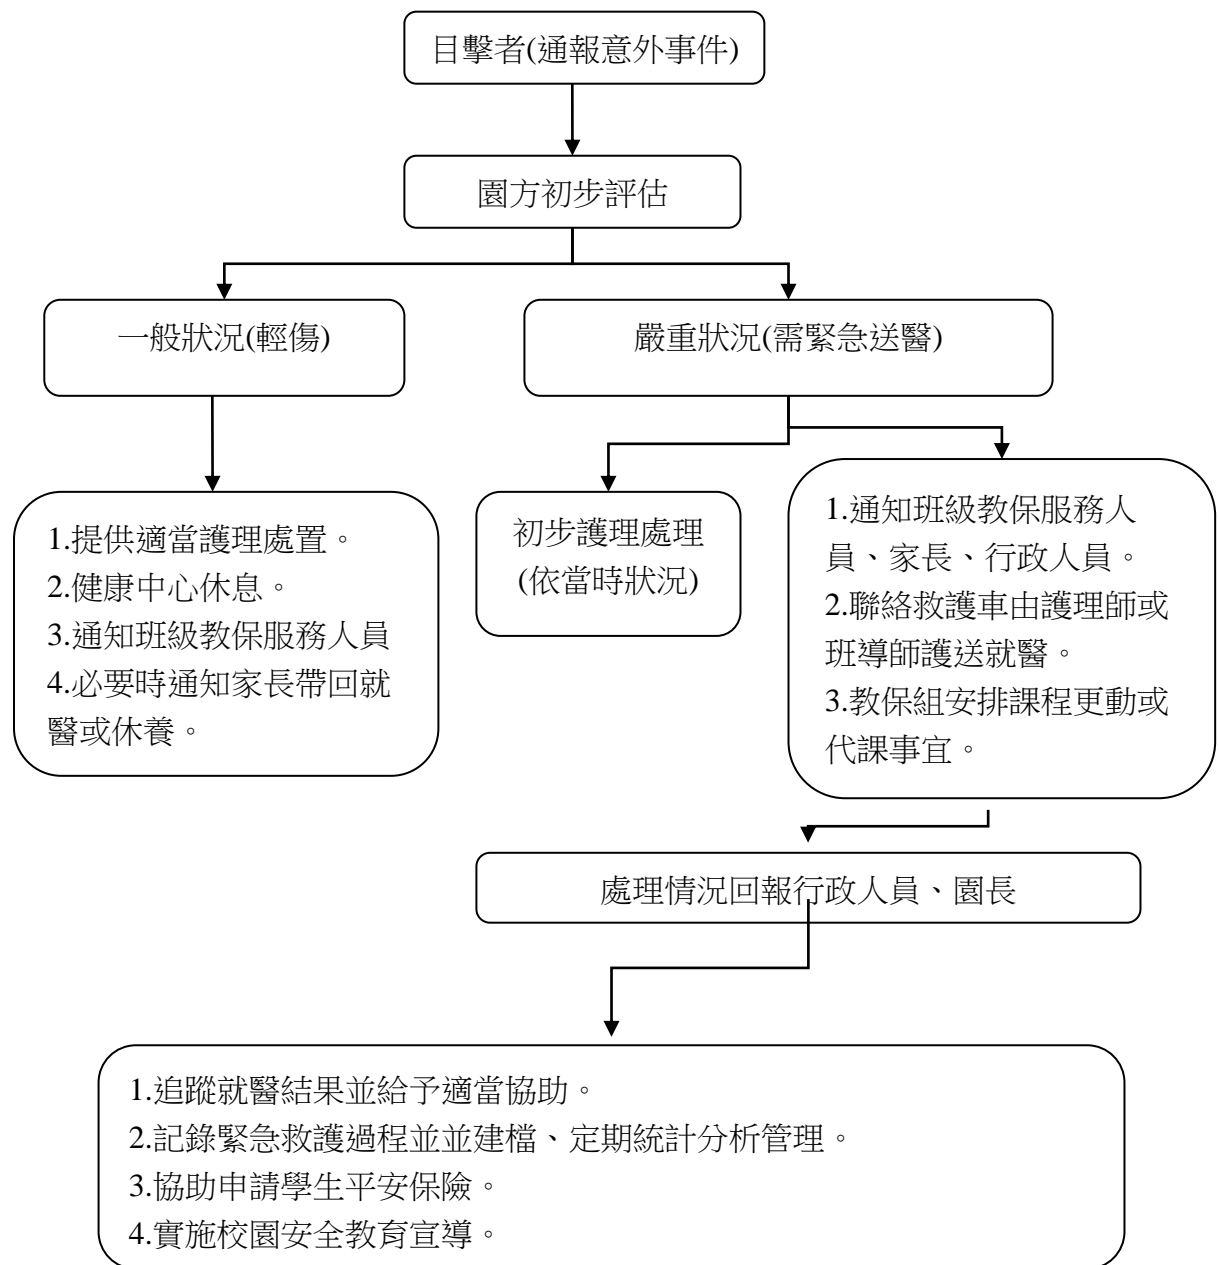 目擊者(通報意外事件)
園方初步評估
一般狀況(輕傷)
嚴重狀況(需緊急送醫)
1.提供適當護理處置。
2.健康中心休息。
3.通知班級教保服務人員
4.必要時通知家長帶回就
醫或休養。
初步護理處理
(依當時狀況)
1.通知班級教保服務人
員、家長、行政人員。
2.聯絡救護車由護理師或
班導師護送就醫。
3.教保組安排課程更動或
代課事宜。
處理情況回報行政人員、園長
1.追蹤就醫結果並給予適當協助。
2.記錄緊急救護過程並並建檔、定期統計分析管理。
3.協助申請學生平安保險。
4.實施校園安全教育宣導。